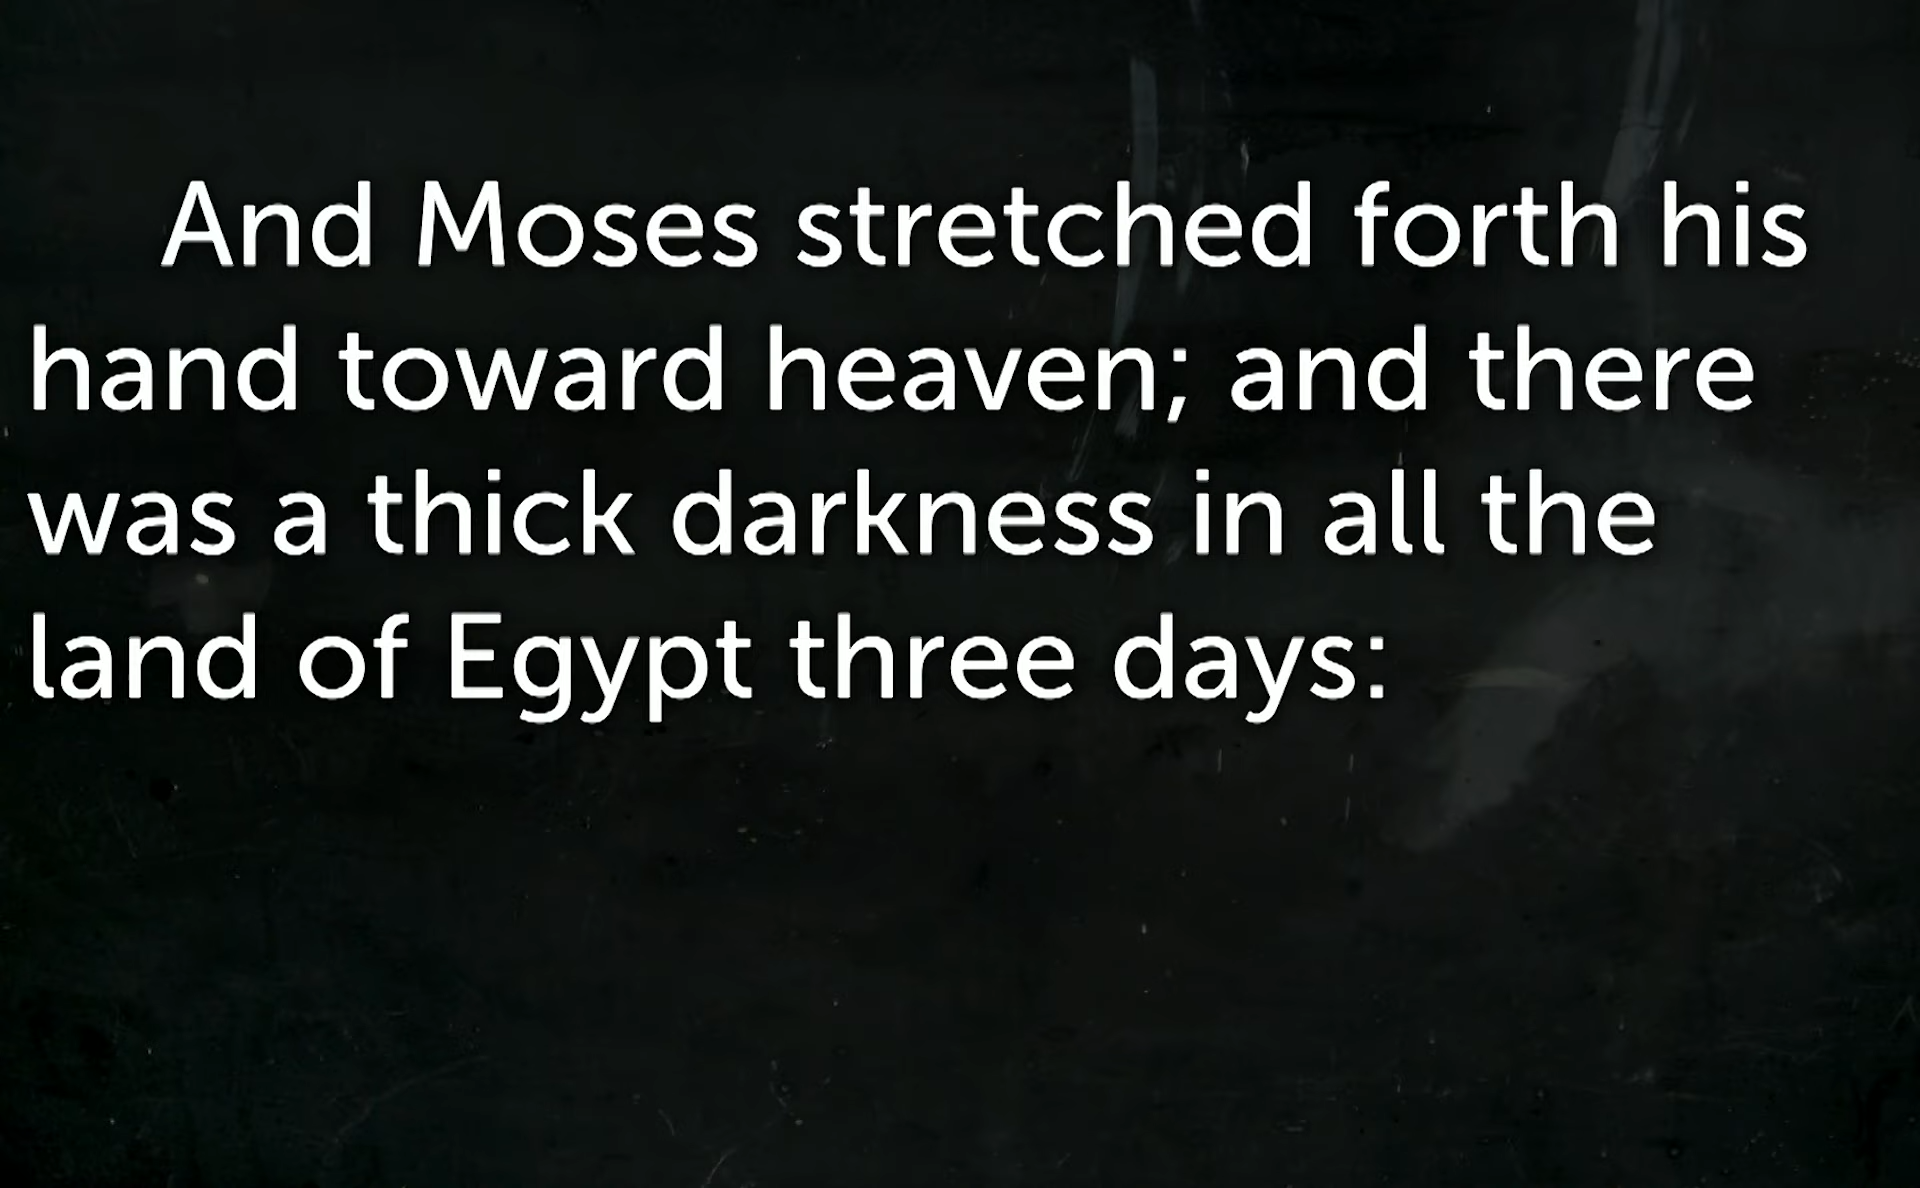 And Moses stretched forth his
hand toward heaven; and there
was a thick darkness in all the
land of Egypt three days: